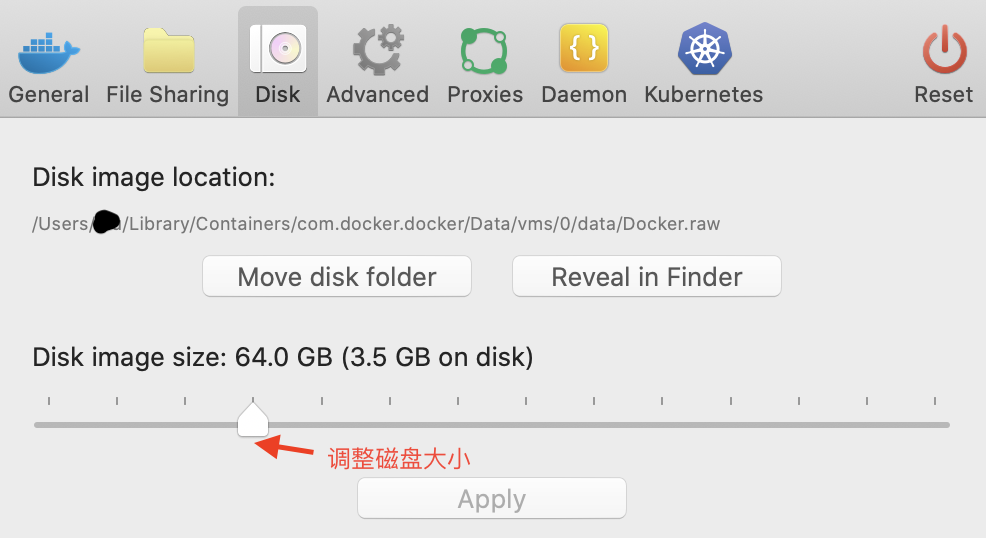 General File Sharing Disk Advanced Proxies Daemon Kubernetes Reset
Disk image location:
/Users/ /Library/Containers/com.docker.docker/Data/vms/0/data/Docker.raw
Move disk folder Reveal in Finder
Disk image size: 64.0 GB (3.5 GB on disk)
调整磁盘大小
Apply